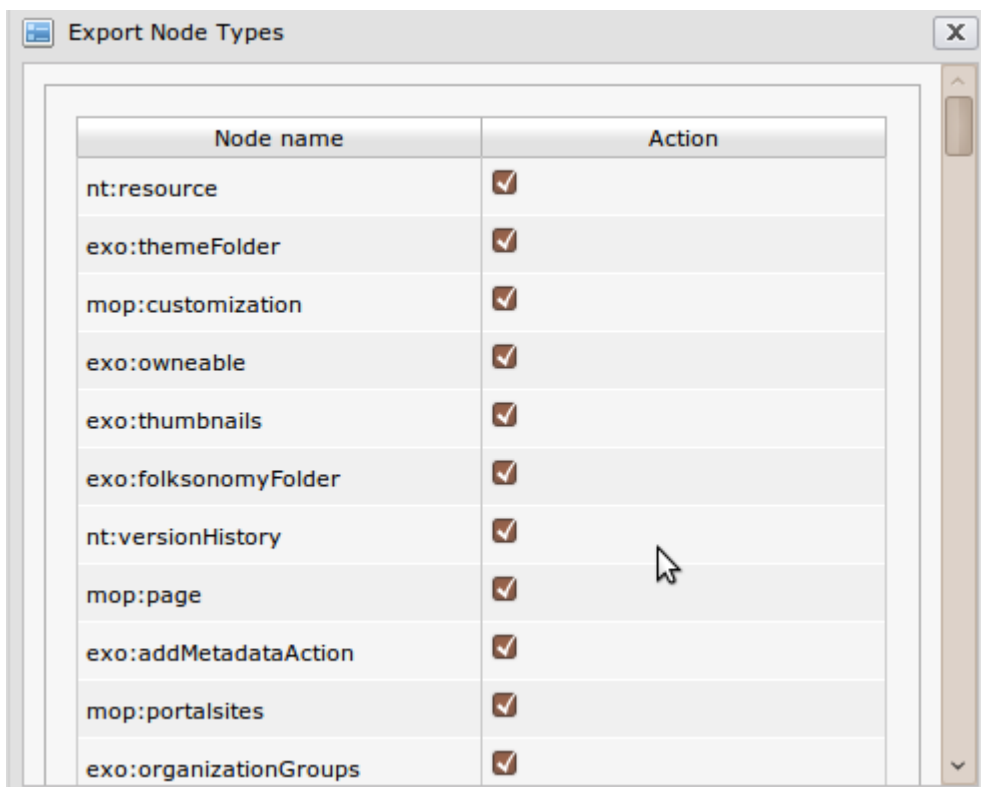 Export Node Types
Node name Action
nt:resource
exo:themeFolder
mop:customization
exo:owneable
exo:thumbnails
exo:folksonomyFolder
nt:versionHistory
mop:page
exo:addMetadataAction
mop:portalsites
exo:organizationGroups